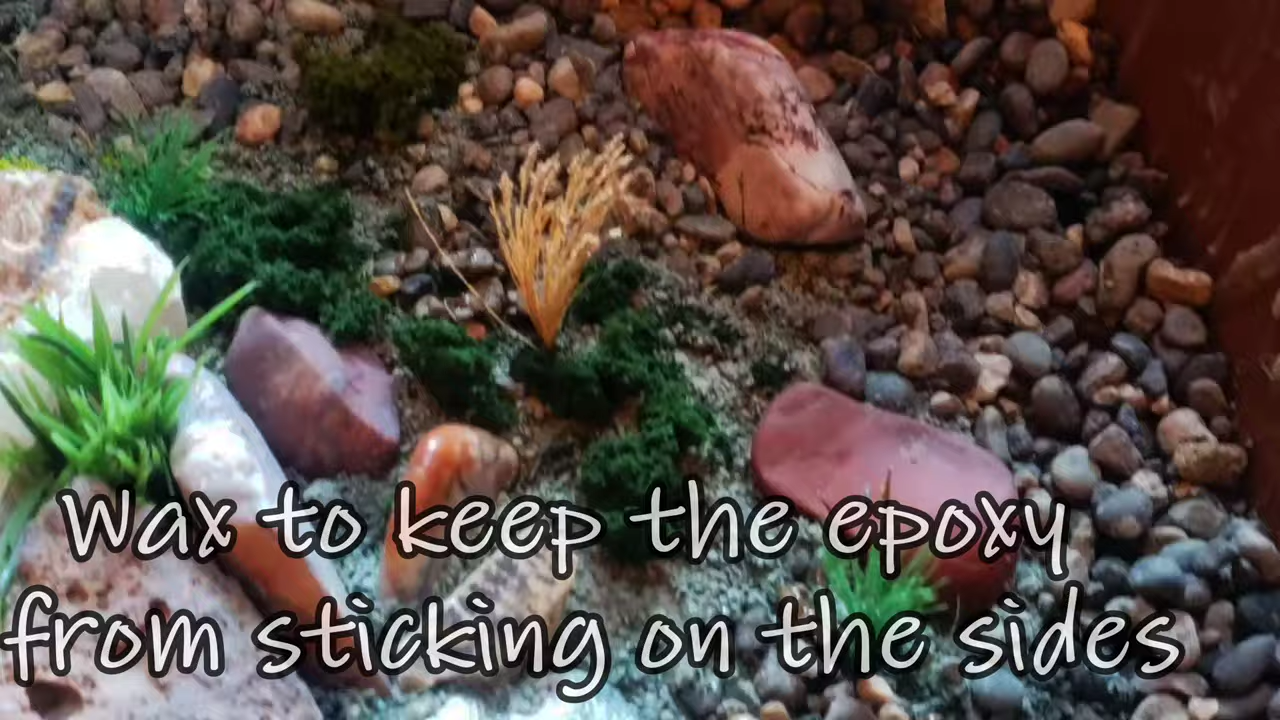 Wax to keep the epoxy
from sticking on the sides